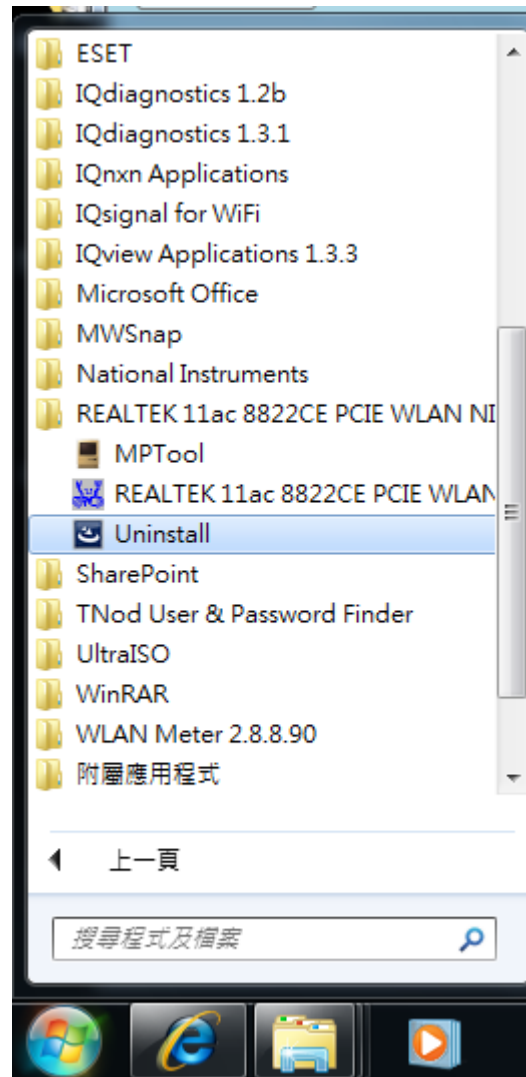 ESET
IQdiagnostics 1.2b
IQdiagnostics 1.3.1
IQnxn Applications
IQsignal for WiFi
IQview Applications 1.3.3
Microsoft Office
MWSnap
National Instruments
REALTEK 11ac 8822CE PCIE WLAN NI
MPTool
REALTEK 11ac 8822CE PCIE WLAN
Uninstall
SharePoint
TNod User & Password Finder
UltraISO
WinRAR
WLAN Meter 2.8.8.90
附屬應用程式
上一頁
搜尋程式及檔案